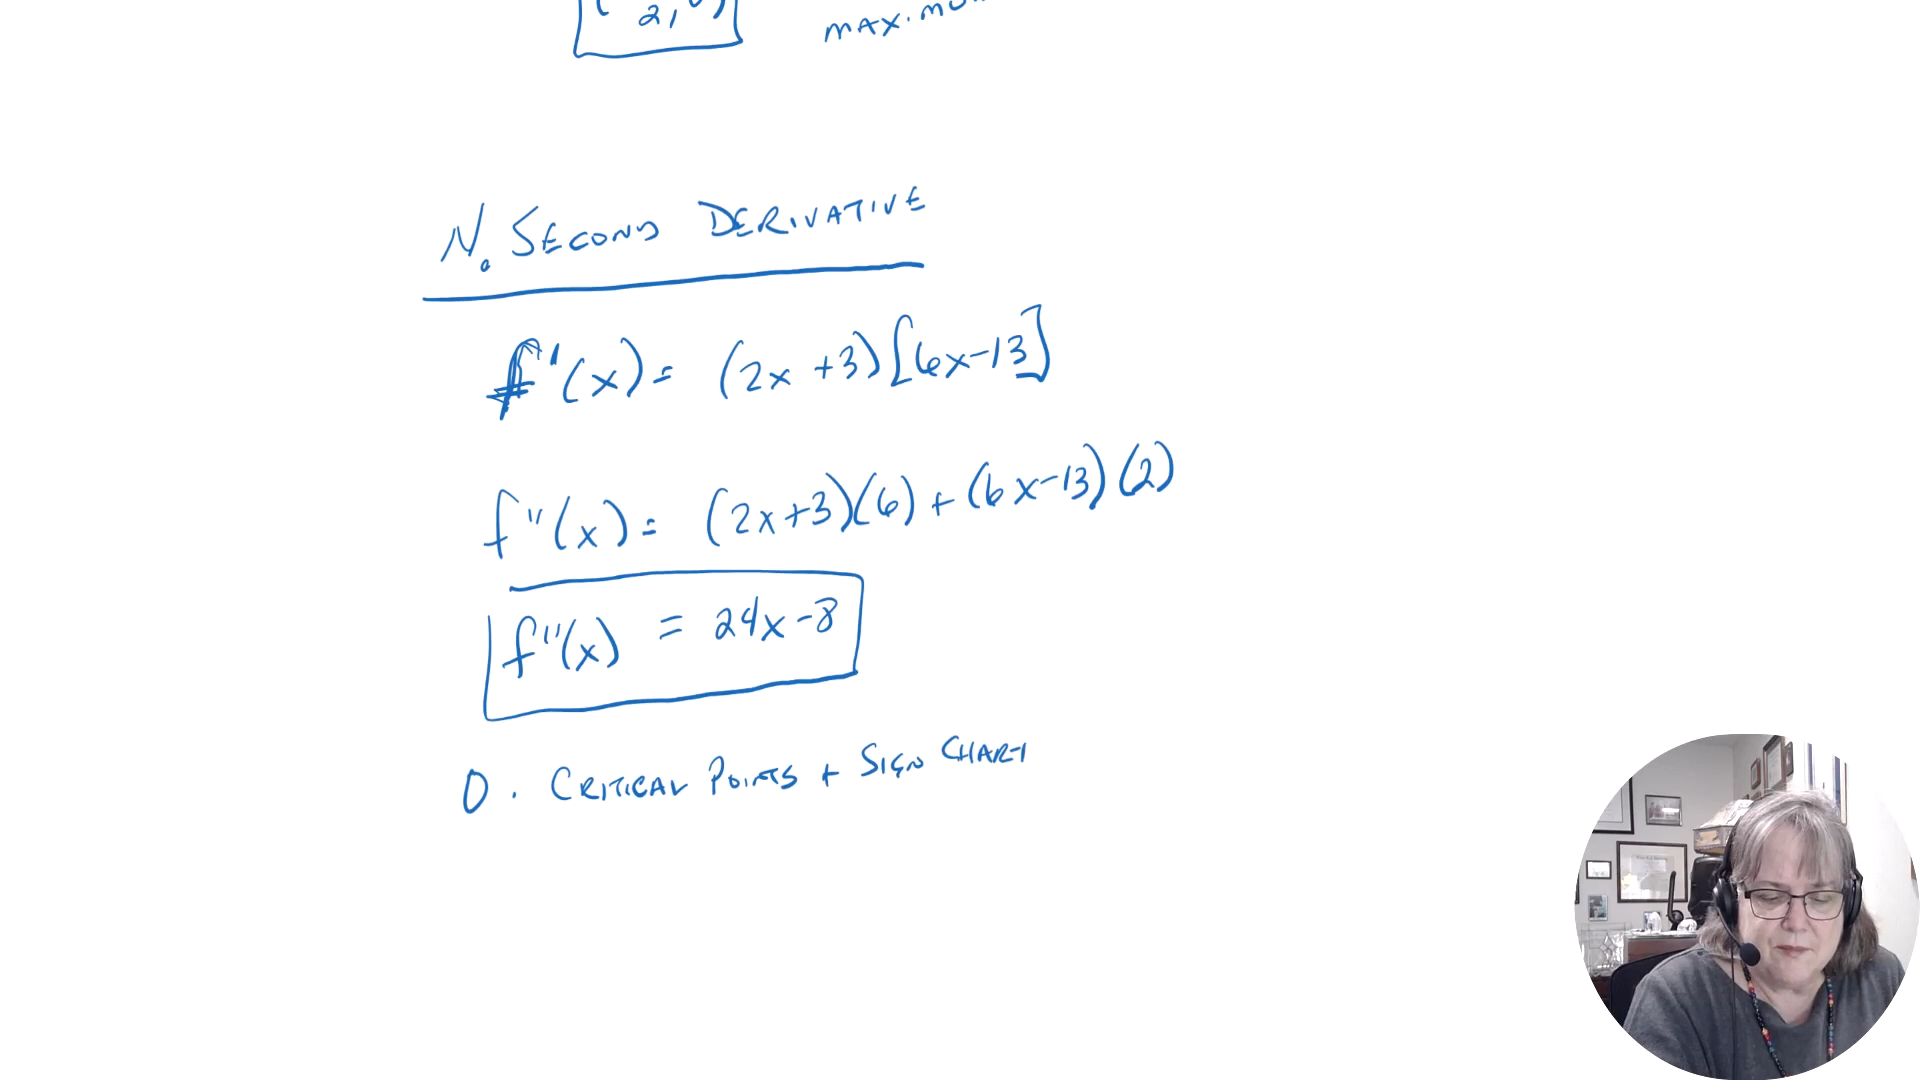 2,
MAX.
N. SECOND DERIVATIVE
f'(x) = (2x+3)[6x-13]
f''(x) = (2x+3)(6) + (6x-13)(2)
f''(x) = 24x-8
O. CRITICAL POINTS + SIGN CHART